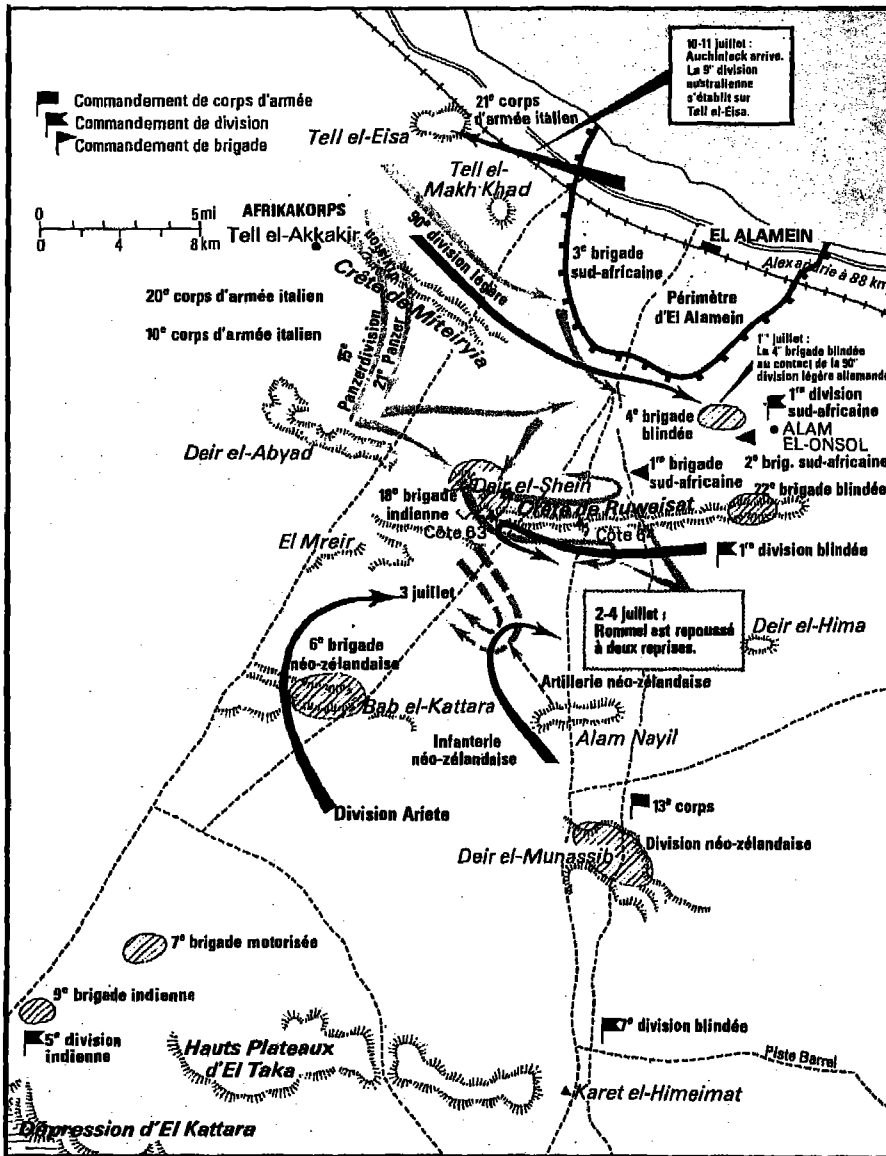 10-11 juillet :
Auchinleck arrive.
La 9e division
australienne
s'établit sur
Tell el-Eisa.
Commandement de corps d'armée
Commandement de division
Commandement de brigade
21e corps
d'armée italien
Tell el-Eisa
Tell el-
Makh Khad
0 5mi
0 4 8km
AFRIKAKORPS
Tell el-Akkakir
90e division légère
3e brigade
sud-africaine
EL ALAMEIN
Alexandrie à 88 km
Crête de Miteiryia
20e corps d'armée italien
10e corps d'armée italien
15e
Panzerdivision
21e Panzer
Périmètre
d'El Alamein
1er juillet :
La 4e brigade blindée
au contact de la 90e
division légère allemande
4e brigade
blindée
1re division
sud-africaine
ALAM
EL-ONSOL
Deir el-Abyad
1re brigade
sud-africaine
2e brig. sud-africaine
22e brigade blindée
Deir el-Shein
18e brigade
indienne
Crête de Ruweisat
Côte 63
Côte 64
El Mreir
1re division blindée
3 juillet
2-4 juillet :
Rommel est repoussé
à deux reprises.
Deir el-Hima
6e brigade
néo-zélandaise
Artillerie néo-zélandaise
Bab el-Kattara
Alam Nayil
Infanterie
néo-zélandaise
Division Ariete
13e corps
Division néo-zélandaise
Deir el-Munassib
7e brigade motorisée
9e brigade indienne
5e division
indienne
Hauts Plateaux
d'El Taka
7e division blindée
Piste Barrel
Karet el-Himeimat
Dépression d'El Kattara